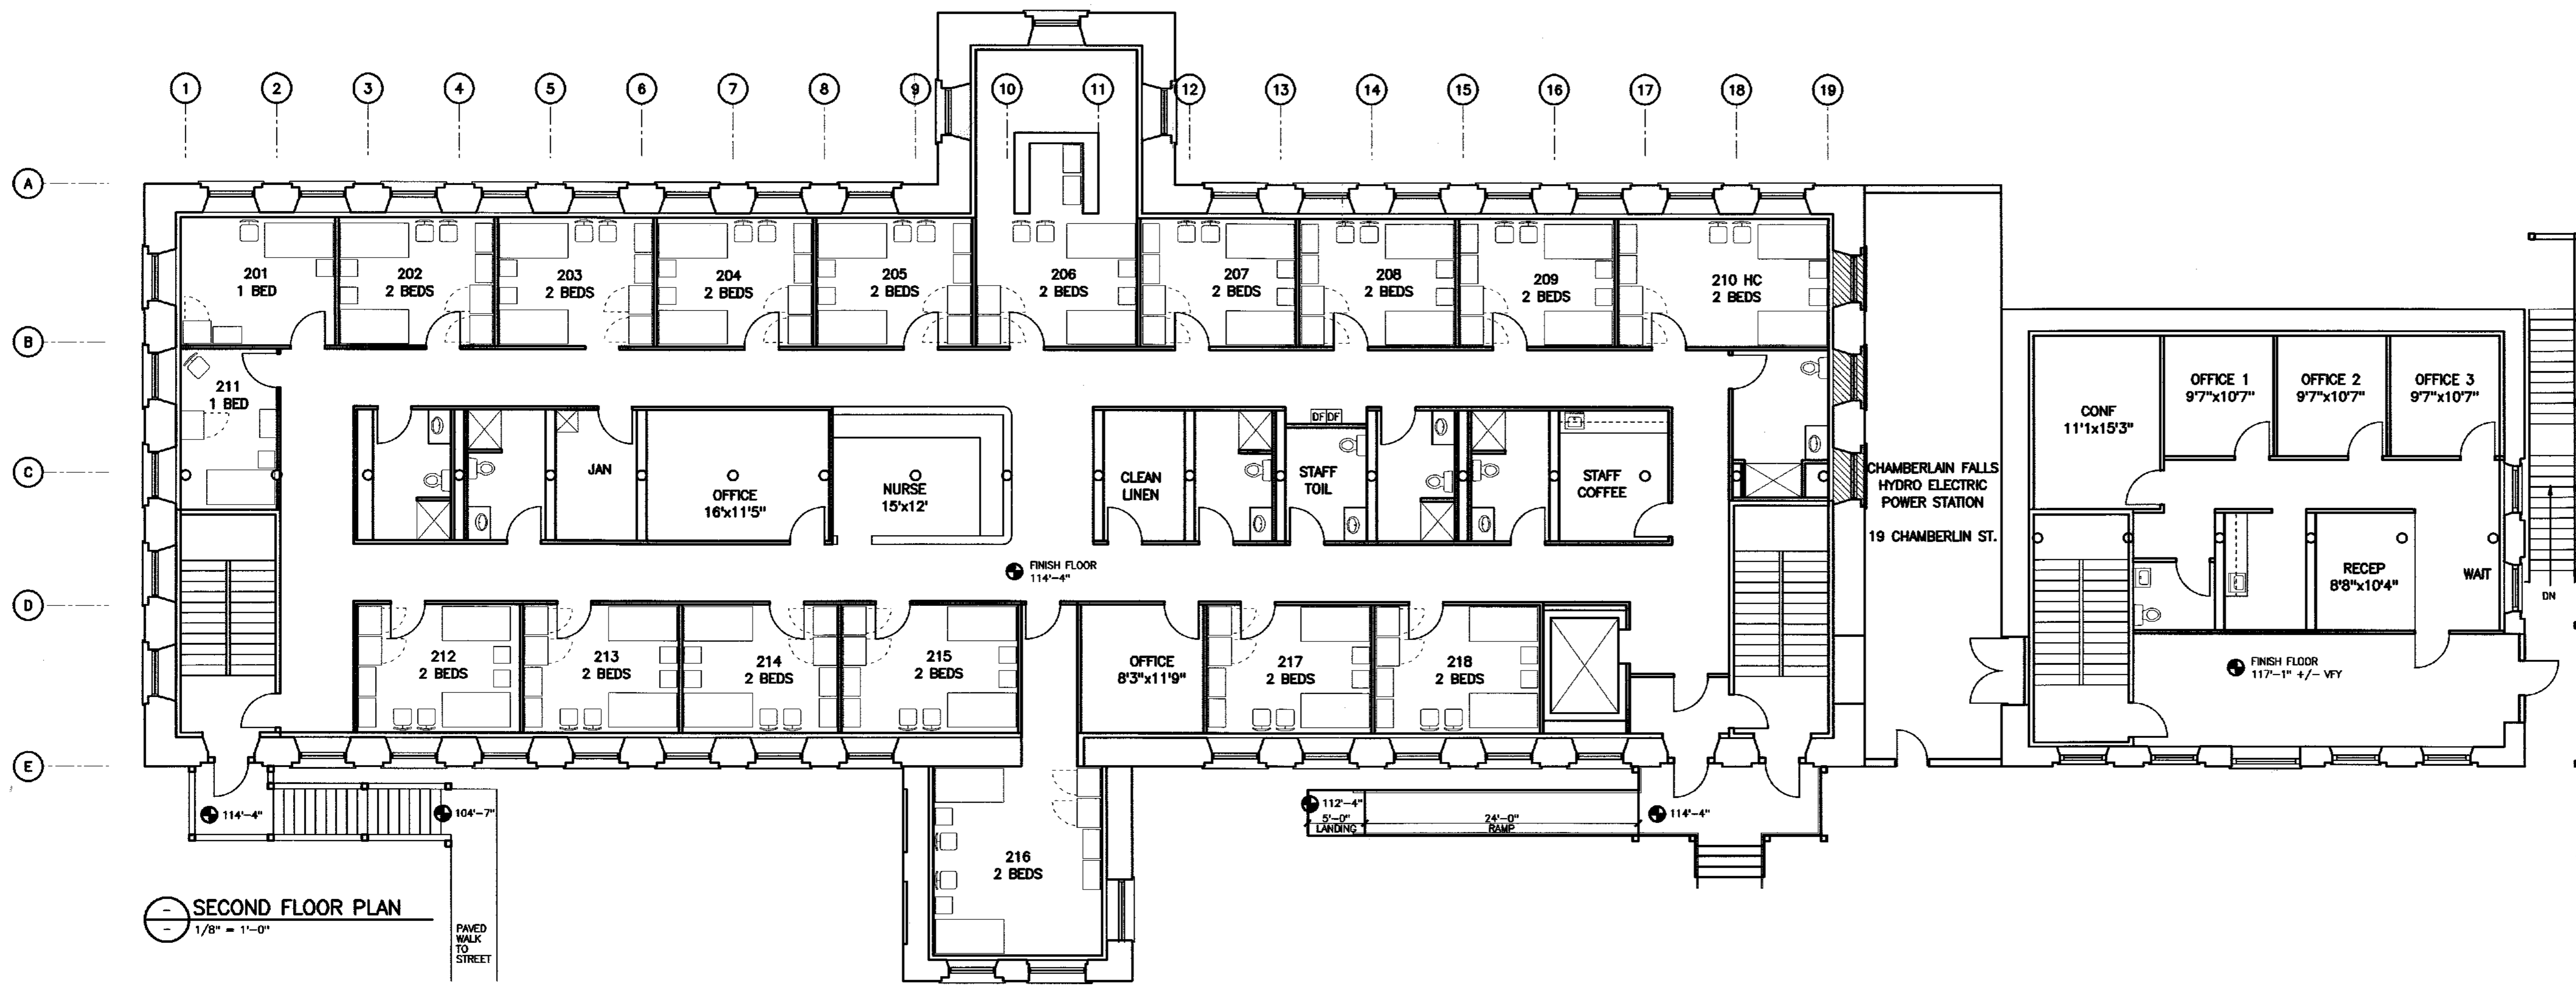 1 2 3 4 5 6 7 8 9 10 11 12 13 14 15 16 17 18 19
A
B
C
D
E
201
1 BED
202
2 BEDS
203
2 BEDS
204
2 BEDS
205
2 BEDS
206
2 BEDS
207
2 BEDS
208
2 BEDS
209
2 BEDS
210 HC
2 BEDS
211
1 BED
JAN
OFFICE
16'x11'5"
NURSE
15'x12'
CLEAN
LINEN
DF DF
STAFF
TOIL
STAFF
COFFEE
CHAMBERLAIN FALLS
HYDRO ELECTRIC
POWER STATION
19 CHAMBERLIN ST.
CONF
11'1x15'3"
OFFICE 1
9'7"x10'7"
OFFICE 2
9'7"x10'7"
OFFICE 3
9'7"x10'7"
RECEP
8'8"x10'4"
WAIT
DN
FINISH FLOOR
114'-4"
FINISH FLOOR
117'-1" +/- VFY
212
2 BEDS
213
2 BEDS
214
2 BEDS
215
2 BEDS
OFFICE
8'3"x11'9"
217
2 BEDS
218
2 BEDS
216
2 BEDS
114'-4"
104'-7"
112'-4"
5'-0"
LANDING
24'-0"
RAMP
114'-4"
SECOND FLOOR PLAN
1/8" = 1'-0"
PAVED
WALK
TO
STREET